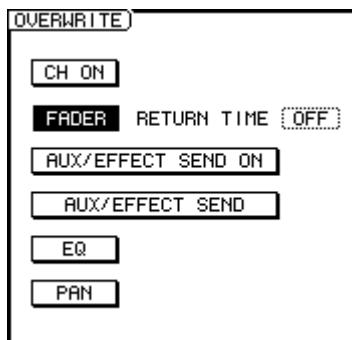 OVERWRITE
CH ON
FADER RETURN TIME OFF
AUX/EFFECT SEND ON
AUX/EFFECT SEND
EQ
PAN